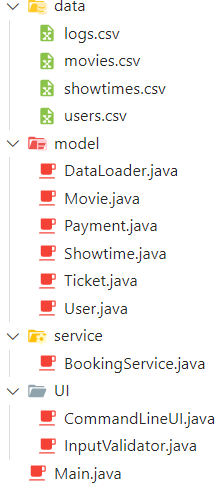 data
logs.csv
movies.csv
showtimes.csv
users.csv
model
DataLoader.java
Movie.java
Payment.java
Showtime.java
Ticket.java
User.java
service
BookingService.java
UI
CommandLineUI.java
InputValidator.java
Main.java